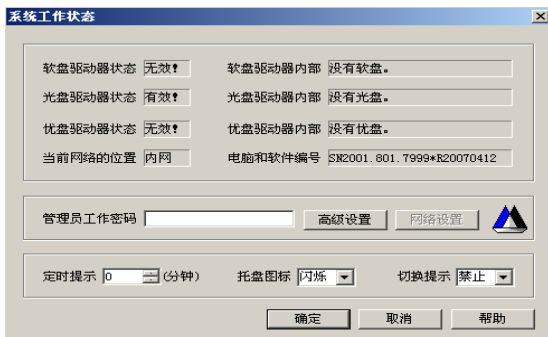 系统工作状态
软盘驱动器状态 无效! 软盘驱动器内部 没有软盘。
光盘驱动器状态 有效! 光盘驱动器内部 没有光盘。
优盘驱动器状态 无效! 优盘驱动器内部 没有优盘。
当前网络的位置 内网 电脑和软件编号 SN2001.801.7999*R20070412
管理员工作密码 高级设置 网络设置
定时提示 0 (分钟) 托盘图标 闪烁 切换提示 禁止
确定 取消 帮助